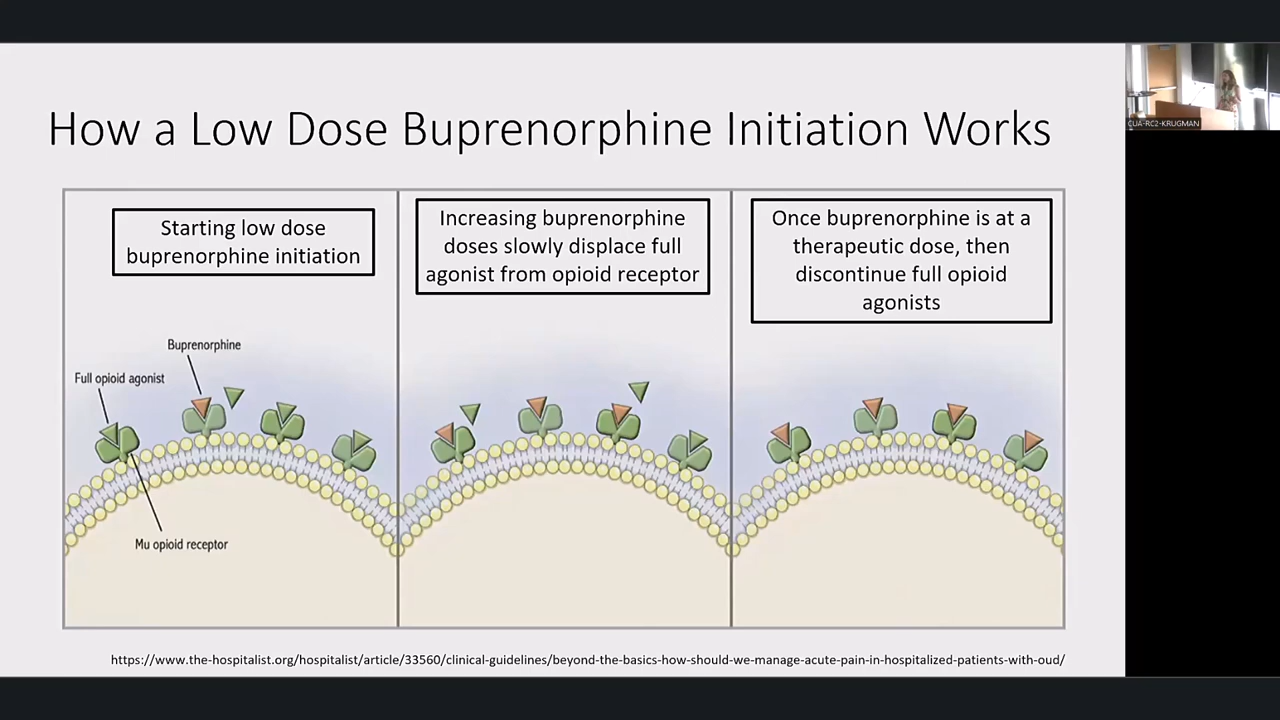 How a Low Dose Buprenorphine Initiation Works
Starting low dose
buprenorphine initiation
Increasing buprenorphine
doses slowly displace full
agonist from opioid receptor
Once buprenorphine is at a
therapeutic dose, then
discontinue full opioid
agonists
Buprenorphine
Full opioid agonist
Mu opioid receptor
https://www.the-hospitalist.org/hospitalist/article/33560/clinical-guidelines/beyond-the-basics-how-should-we-manage-acute-pain-in-hospitalized-patients-with-oud/
CUA-RC2-KRUGMAN